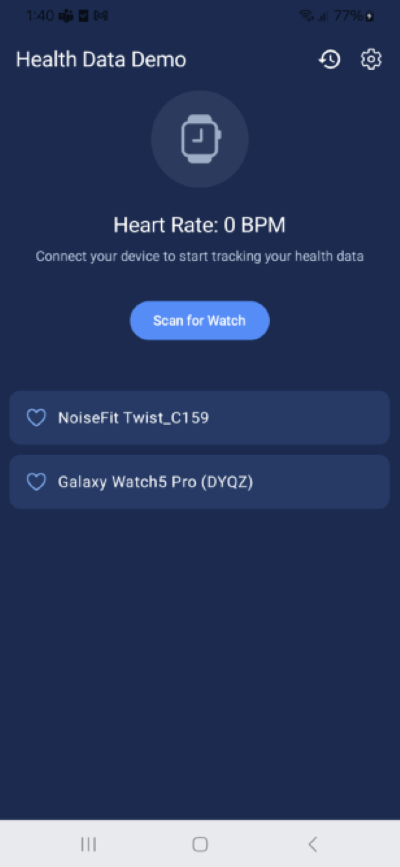 1:40 77%
Health Data Demo
Heart Rate: 0 BPM
Connect your device to start tracking your health data
Scan for Watch
NoiseFit Twist_C159
Galaxy Watch5 Pro (DYQZ)